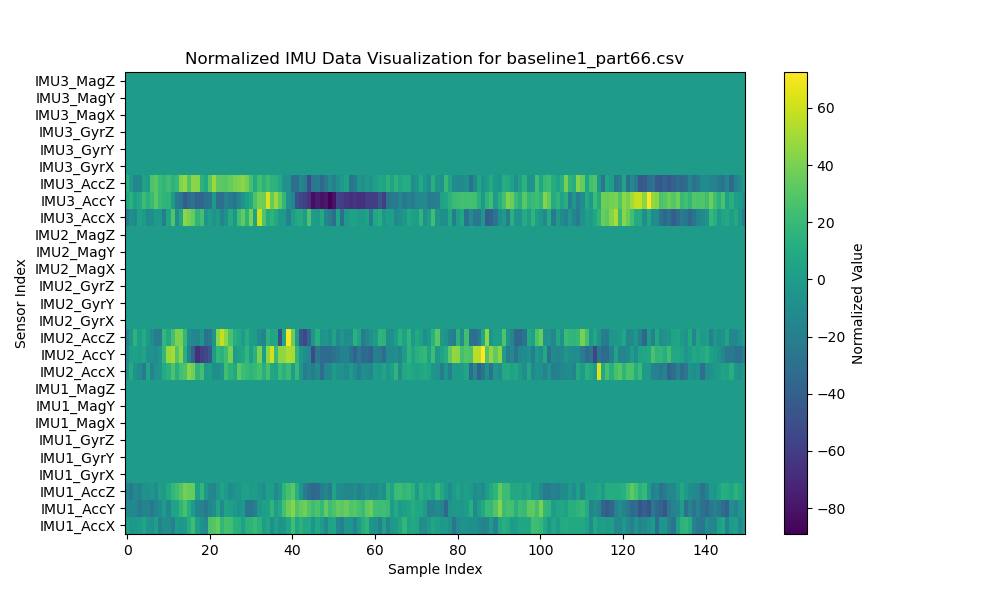 Normalized IMU Data Visualization for baseline1_part66.csv
IMU3_MagZ
IMU3_MagY
IMU3_MagX
IMU3_GyrZ
IMU3_GyrY
IMU3_GyrX
IMU3_AccZ
IMU3_AccY
IMU3_AccX
IMU2_MagZ
IMU2_MagY
IMU2_MagX
IMU2_GyrZ
IMU2_GyrY
IMU2_GyrX
IMU2_AccZ
IMU2_AccY
IMU2_AccX
IMU1_MagZ
IMU1_MagY
IMU1_MagX
IMU1_GyrZ
IMU1_GyrY
IMU1_GyrX
IMU1_AccZ
IMU1_AccY
IMU1_AccX
Sensor Index
0 20 40 60 80 100 120 140
Sample Index
60
40
20
0
−20
−40
−60
−80
Normalized Value